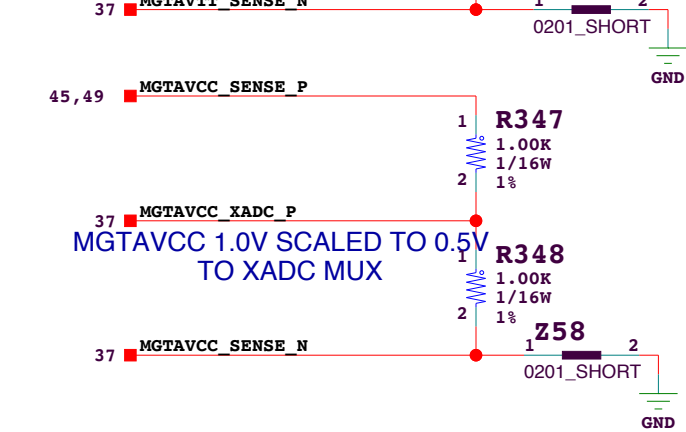 37 MGTAVTT_SENSE_N
1 2
0201_SHORT
GND
45,49 MGTAVCC_SENSE_P
1 R347
1.00K
1/16W
2 1%
37 MGTAVCC_XADC_P
MGTAVCC 1.0V SCALED TO 0.5V
TO XADC MUX
1 R348
1.00K
1/16W
2 1%
Z58
1 2
37 MGTAVCC_SENSE_N
0201_SHORT
GND